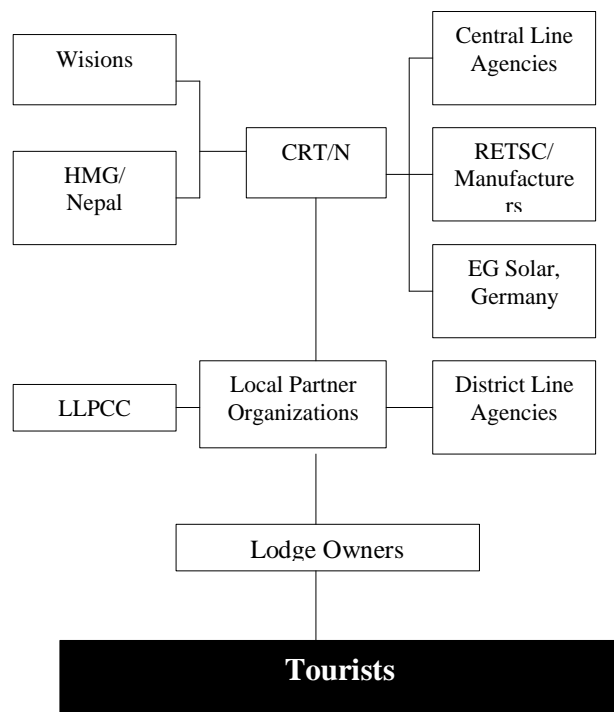 Wisions
Central Line
Agencies
HMG/
Nepal
CRT/N
RETSC/
Manufacture
rs
EG Solar,
Germany
LLPCC
Local Partner
Organizations
District Line
Agencies
Lodge Owners
Tourists